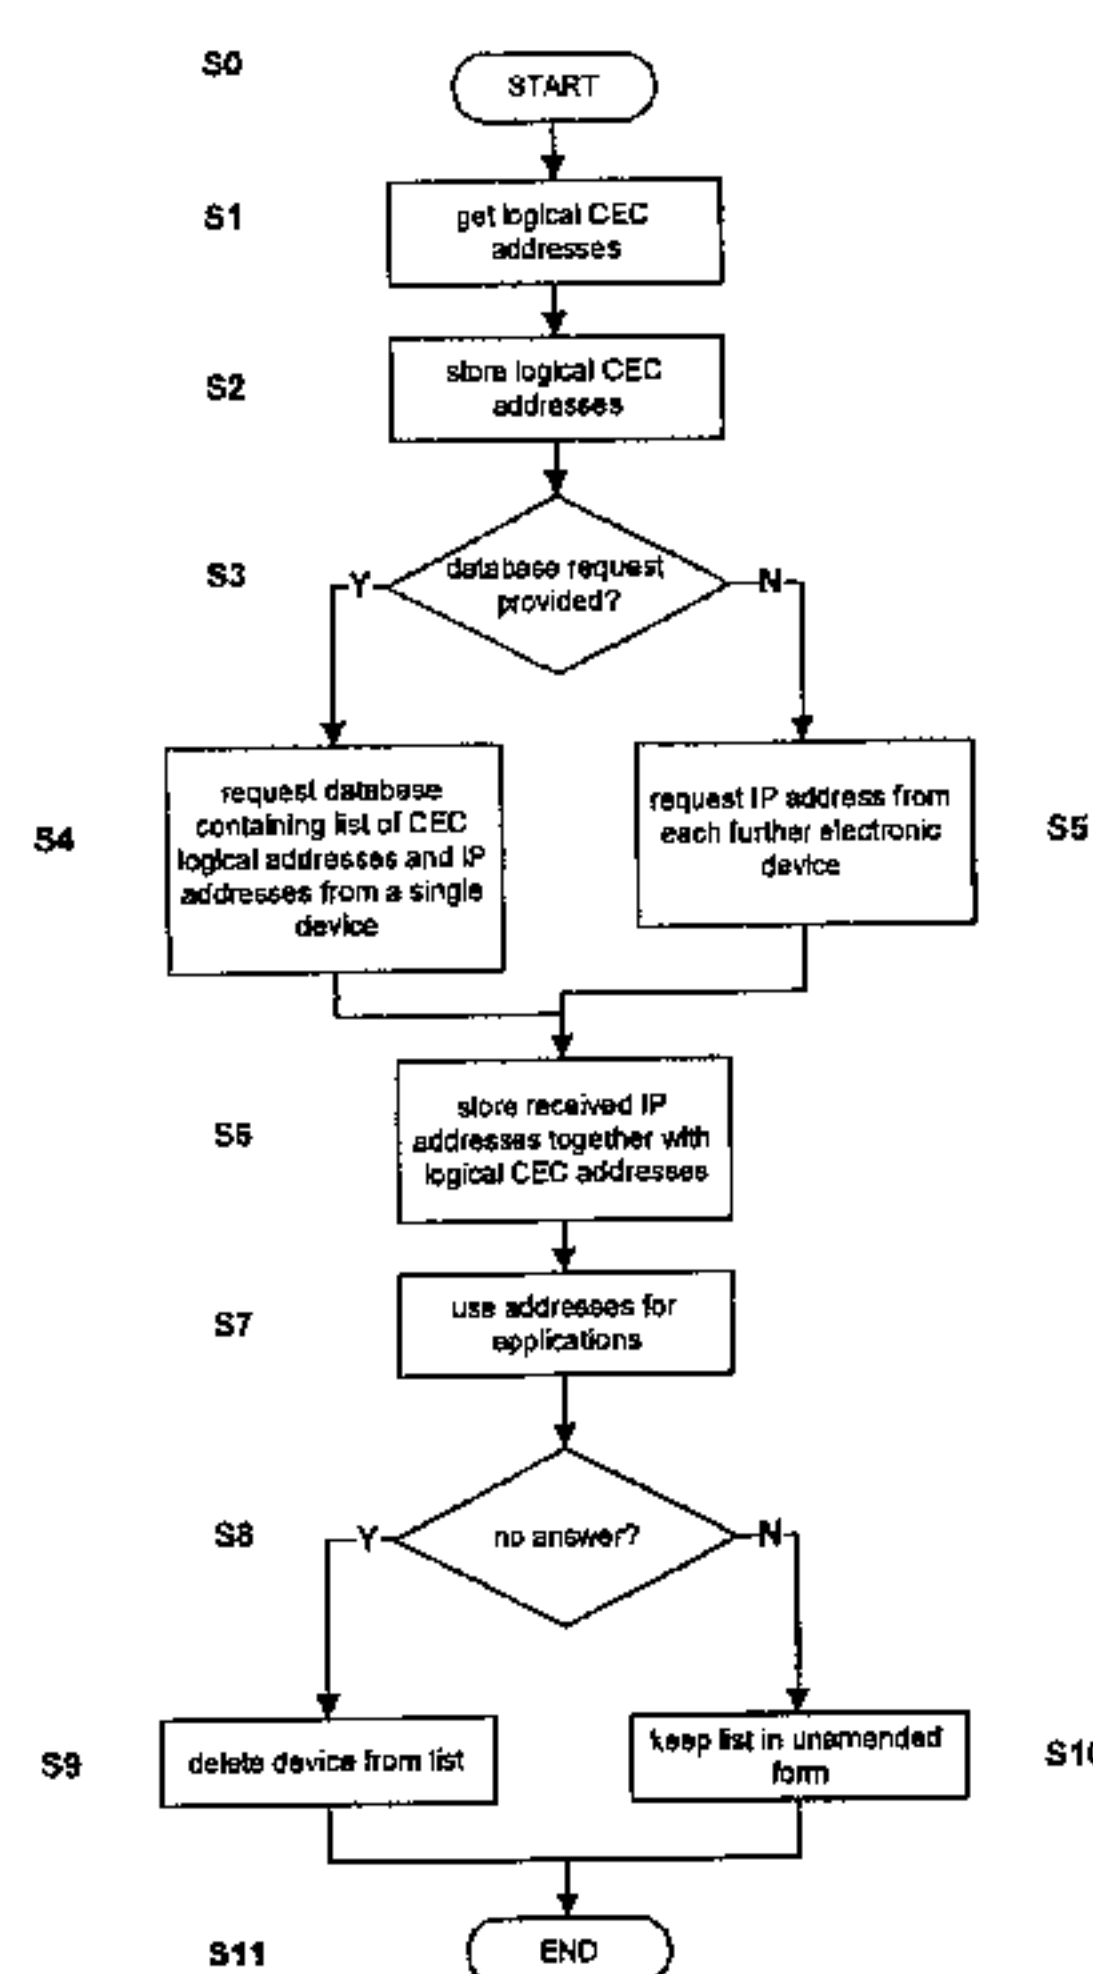 S0
START
S1
get logical CEC
addresses
S2
store logical CEC
addresses
S3
database request
provided?
Y
N
S4
request database
containing list of CEC
logical addresses and IP
addresses from a single
device
request IP address from
each further electronic
device
S5
S6
store received IP
addresses together with
logical CEC addresses
S7
use addresses for
applications
S8
no answer?
Y
N
S9
delete device from list
keep list in unamended
form
S10
S11
END